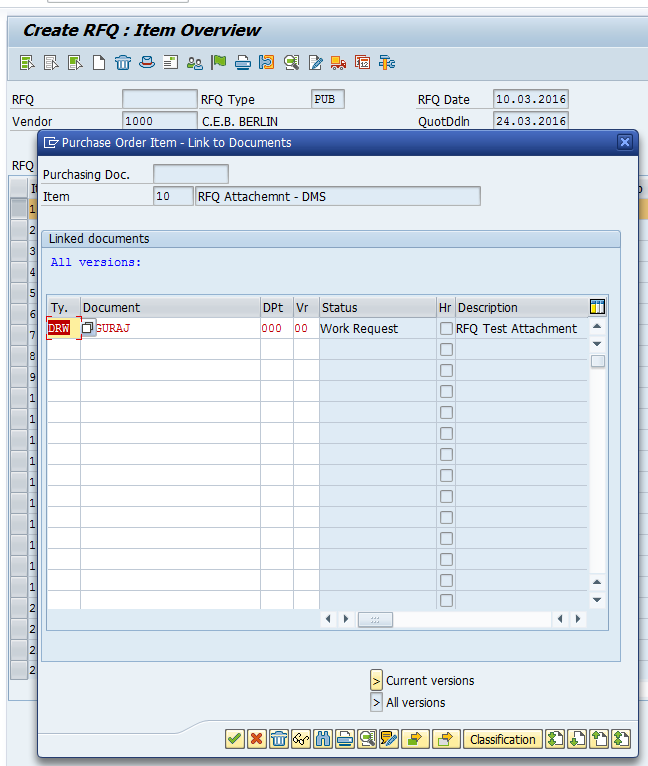 Create RFQ : Item Overview
RFQ RFQ Type PUB RFQ Date 10.03.2016
Vendor 1000 C.E.B. BERLIN QuotDdln 24.03.2016
RFQ
Purchase Order Item - Link to Documents
Purchasing Doc.
Item 10 RFQ Attachemnt - DMS
Linked documents
All versions:
Ty. Document DPt Vr Status Hr Description
DRW GURAJ 000 00 Work Request RFQ Test Attachment
> Current versions
> All versions
Classification